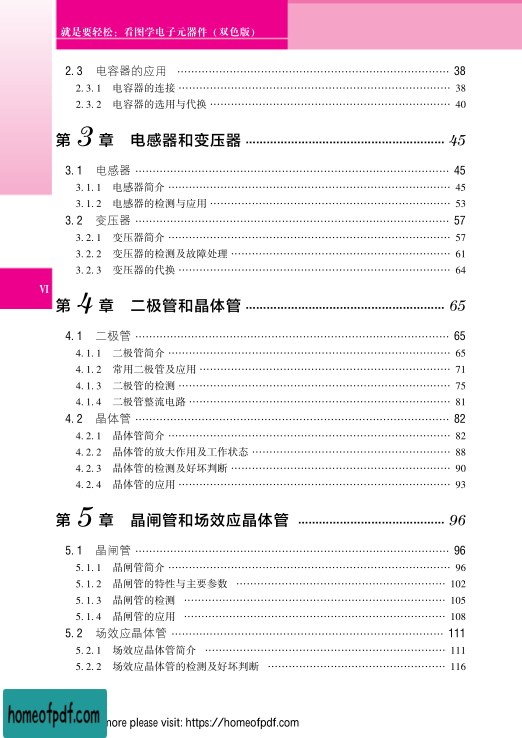 就是要轻松：看图学电子元器件（双色版）
2.3 电容器的应用 …… 38
2.3.1 电容器的连接 …… 38
2.3.2 电容器的选用与代换 …… 40
第3章 电感器和变压器 …… 45
3.1 电感器 …… 45
3.1.1 电感器简介 …… 45
3.1.2 电感器的检测与应用 …… 53
3.2 变压器 …… 57
3.2.1 变压器简介 …… 57
3.2.2 变压器的检测及故障处理 …… 61
3.2.3 变压器的代换 …… 64
VI
第4章 二极管和晶体管 …… 65
4.1 二极管 …… 65
4.1.1 二极管简介 …… 65
4.1.2 常用二极管及应用 …… 71
4.1.3 二极管的检测 …… 75
4.1.4 二极管整流电路 …… 81
4.2 晶体管 …… 82
4.2.1 晶体管简介 …… 82
4.2.2 晶体管的放大作用及工作状态 …… 88
4.2.3 晶体管的检测及好坏判断 …… 90
4.2.4 晶体管的应用 …… 93
第5章 晶闸管和场效应晶体管 …… 96
5.1 晶闸管 …… 96
5.1.1 晶闸管简介 …… 96
5.1.2 晶闸管的特性与主要参数 …… 102
5.1.3 晶闸管的检测 …… 105
5.1.4 晶闸管的应用 …… 108
5.2 场效应晶体管 …… 111
5.2.1 场效应晶体管简介 …… 111
5.2.2 场效应晶体管的检测及好坏判断 …… 116
homeofpdf.com
more please visit: https://homeofpdf.com